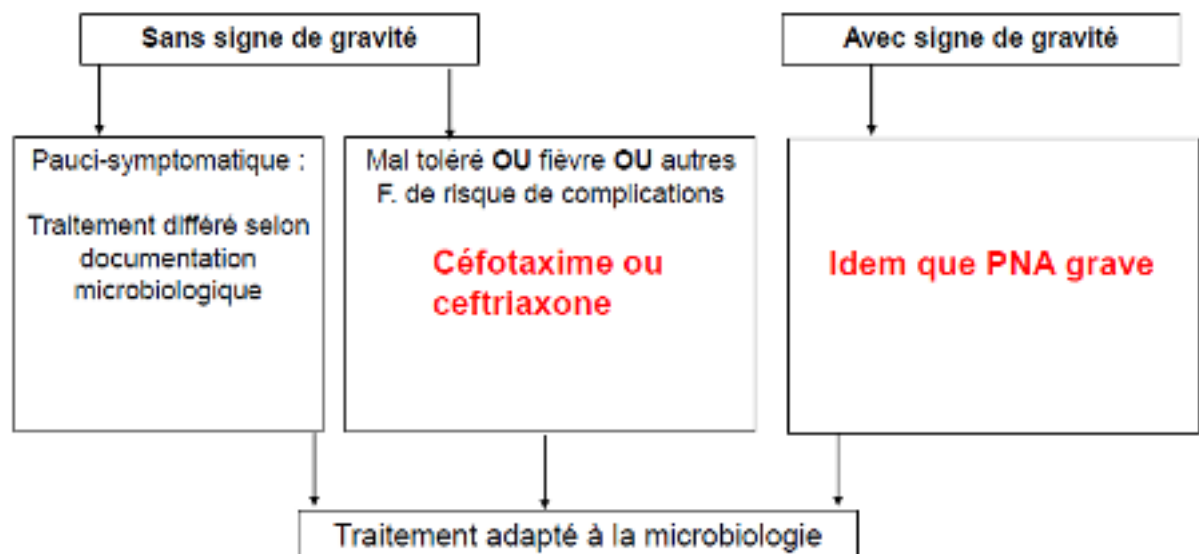 Sans signe de gravité
Avec signe de gravité
Pauci-symptomatique :
Traitement différé selon
documentation
microbiologique
Mal toléré OU fièvre OU autres
F. de risque de complications
Céfotaxime ou
ceftriaxone
Idem que PNA grave
Traitement adapté à la microbiologie